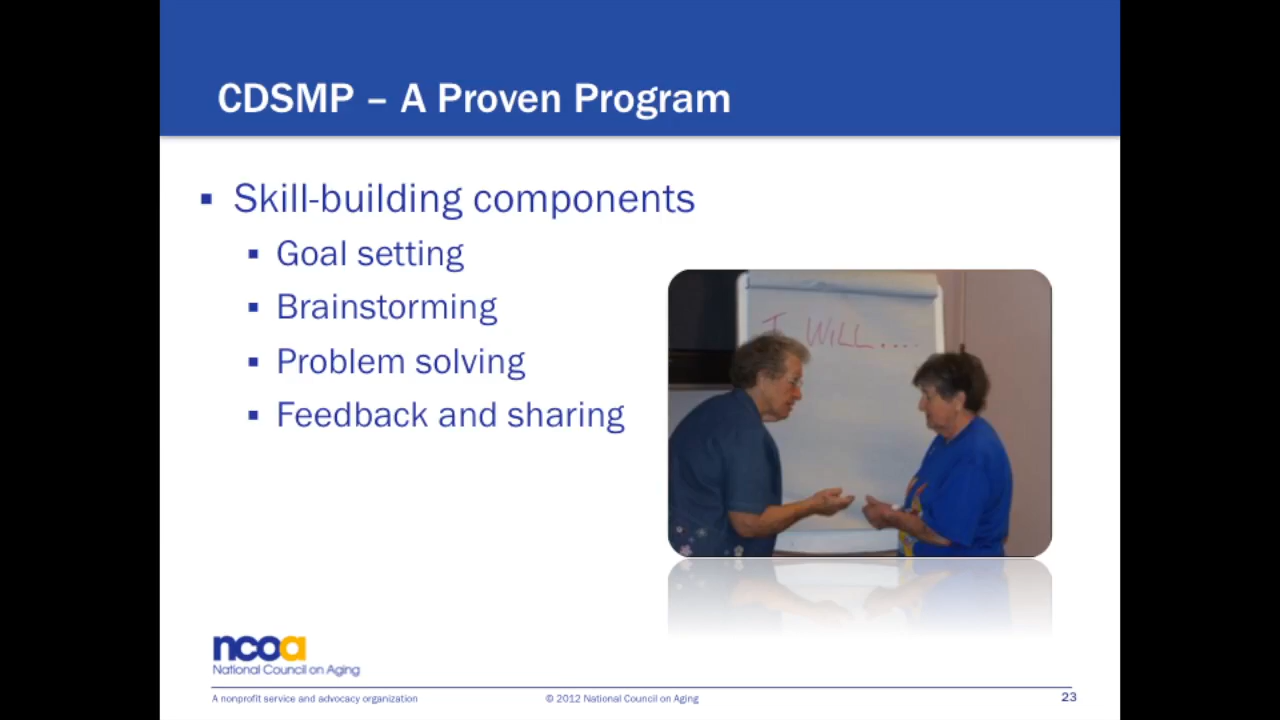 CDSMP – A Proven Program
Skill-building components
Goal setting
Brainstorming
Problem solving
Feedback and sharing
I WILL....
ncoa
National Council on Aging
A nonprofit service and advocacy organization
© 2012 National Council on Aging
23